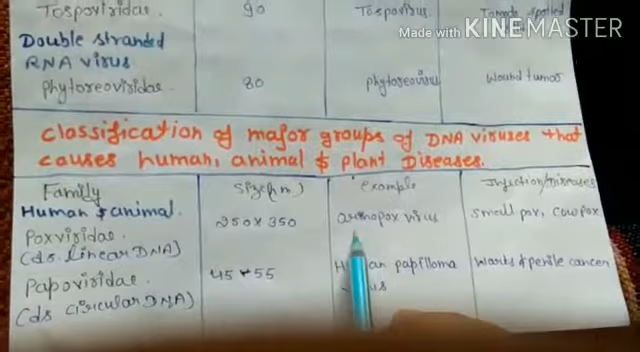 Tospoviridae 90 Tospovirus Tomato spotted
Made with KINEMASTER
Double stranded
RNA virus
Phytoreoviridae 80 phytoreovirus wound tumor
Classification of major groups of DNA viruses that
causes human, animal & plant Diseases.
Family Size(n ) Example Infection/Diseases
Human & animal
Poxviridae 250 x 350 orthopox virus small pox, cowpox
(ds linear DNA)
Papoviridae 45 - 55 papilloma warts & penile cancer
(ds circular DNA)